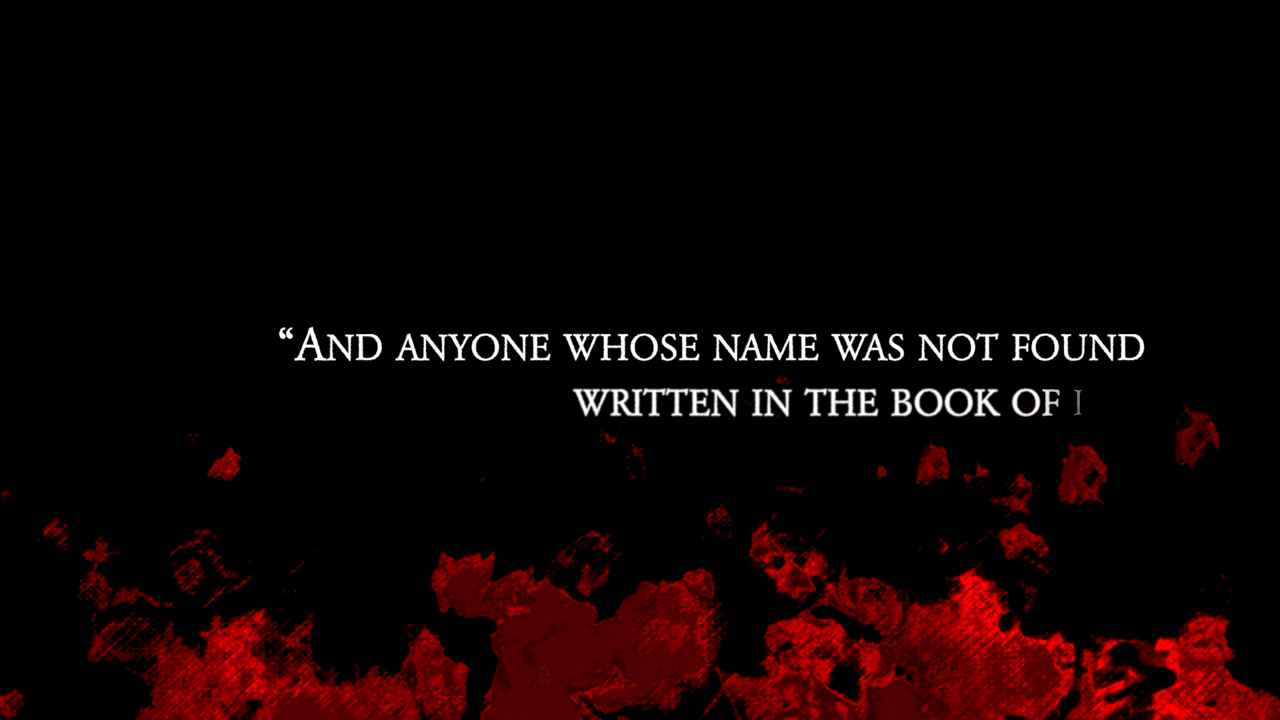 “AND ANYONE WHOSE NAME WAS NOT FOUND
WRITTEN IN THE BOOK OF